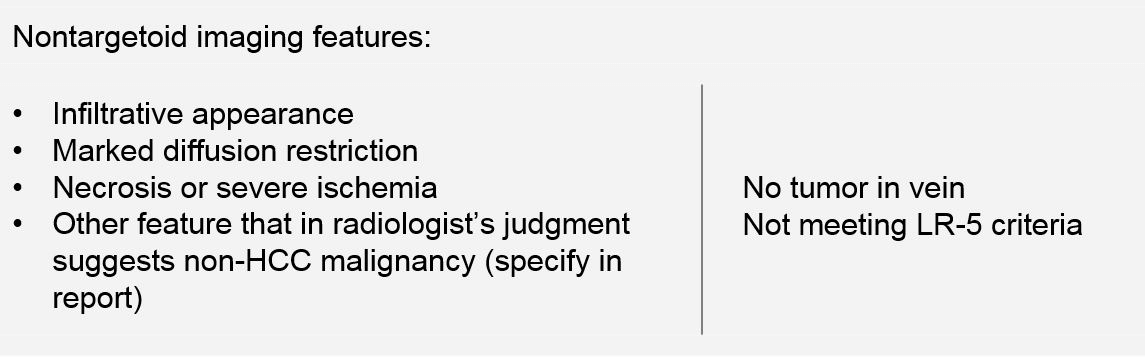 Nontargetoid imaging features:
• Infiltrative appearance
• Marked diffusion restriction
• Necrosis or severe ischemia
• Other feature that in radiologist’s judgment
suggests non-HCC malignancy (specify in
report)
No tumor in vein
Not meeting LR-5 criteria